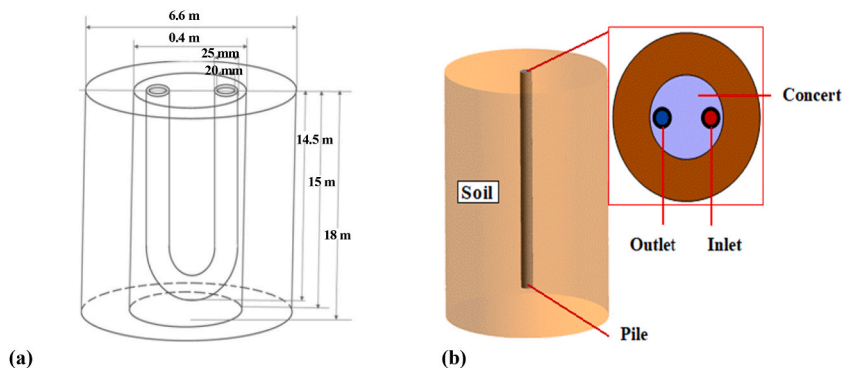 6.6 m
0.4 m
25 mm
20 mm
14.5 m
15 m
18 m
(a)
Concert
Soil
Outlet
Inlet
Pile
(b)